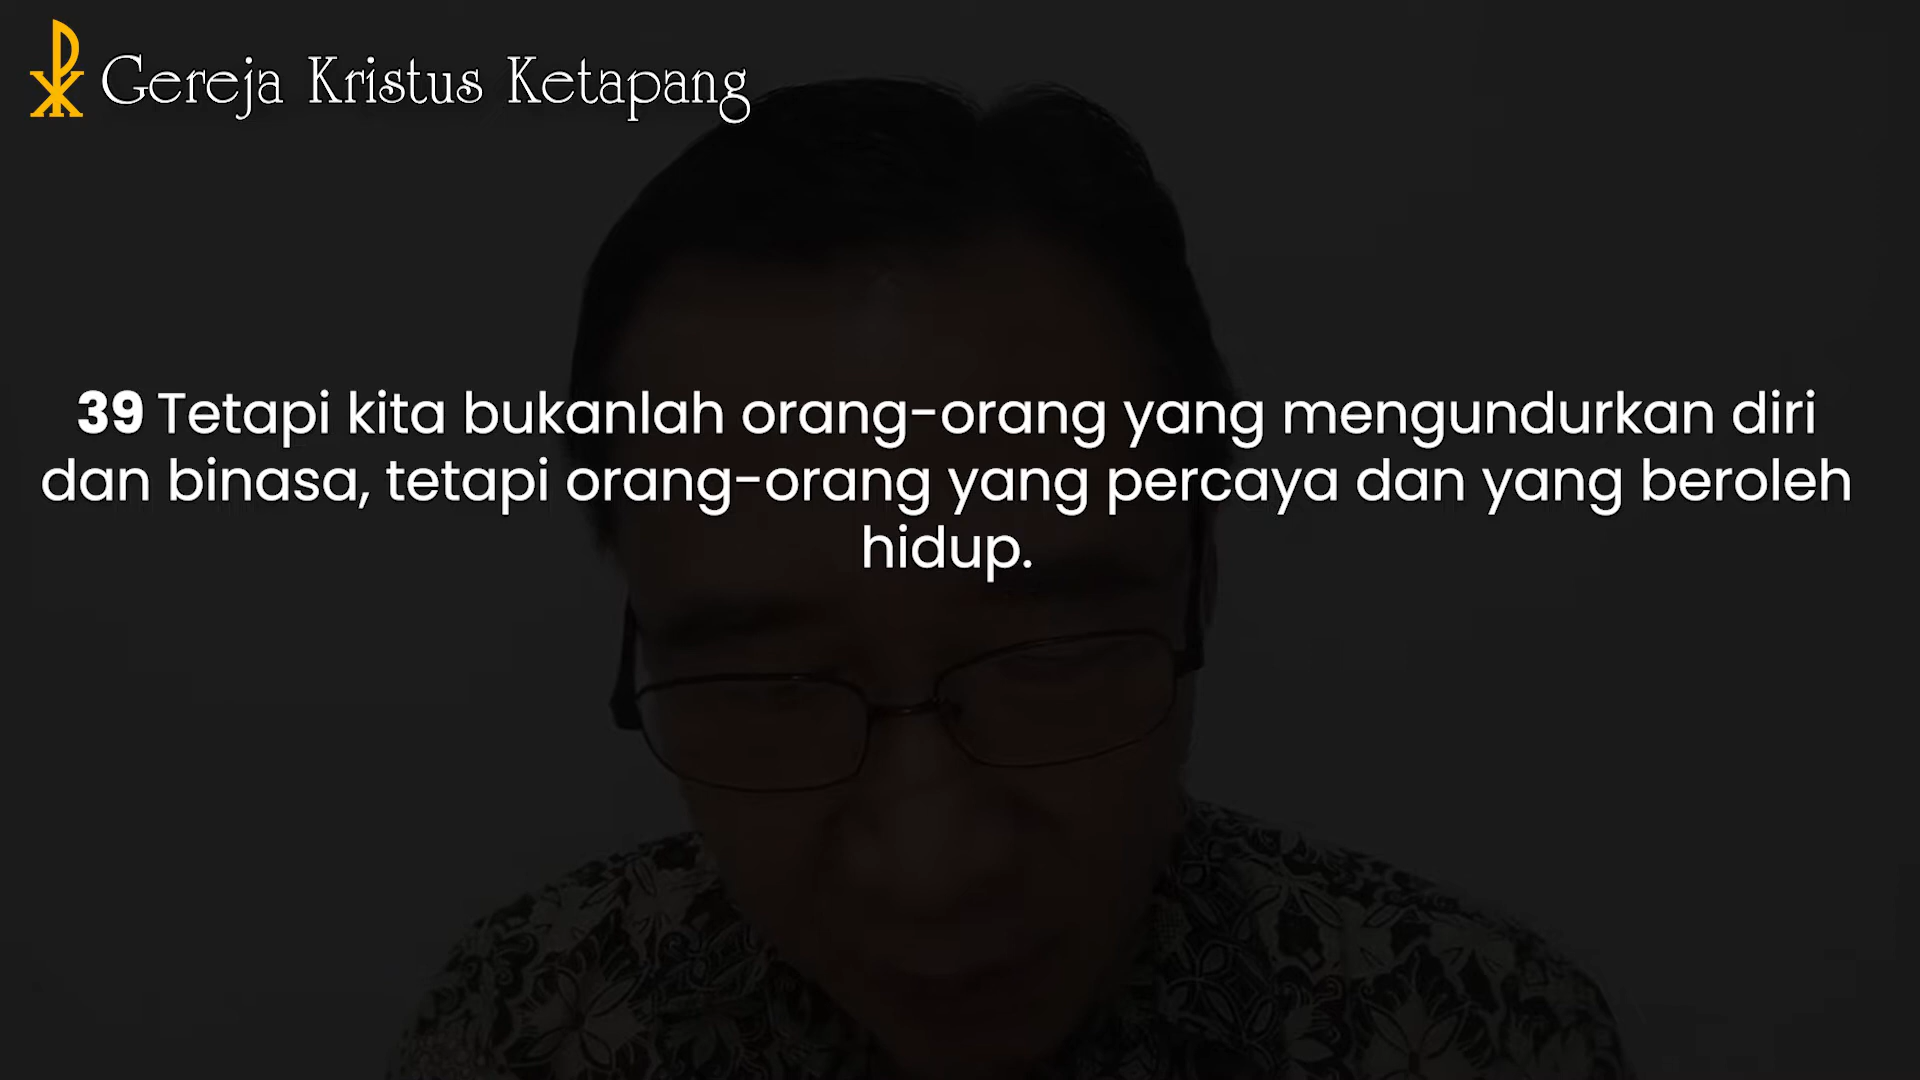 Gereja Kristus Ketapang
39 Tetapi kita bukanlah orang-orang yang mengundurkan diri
dan binasa, tetapi orang-orang yang percaya dan yang beroleh
hidup.